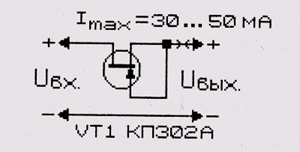 Imax=30...50 мА
+ +
Uвх. Uвых.
− −
VT1 КП302А